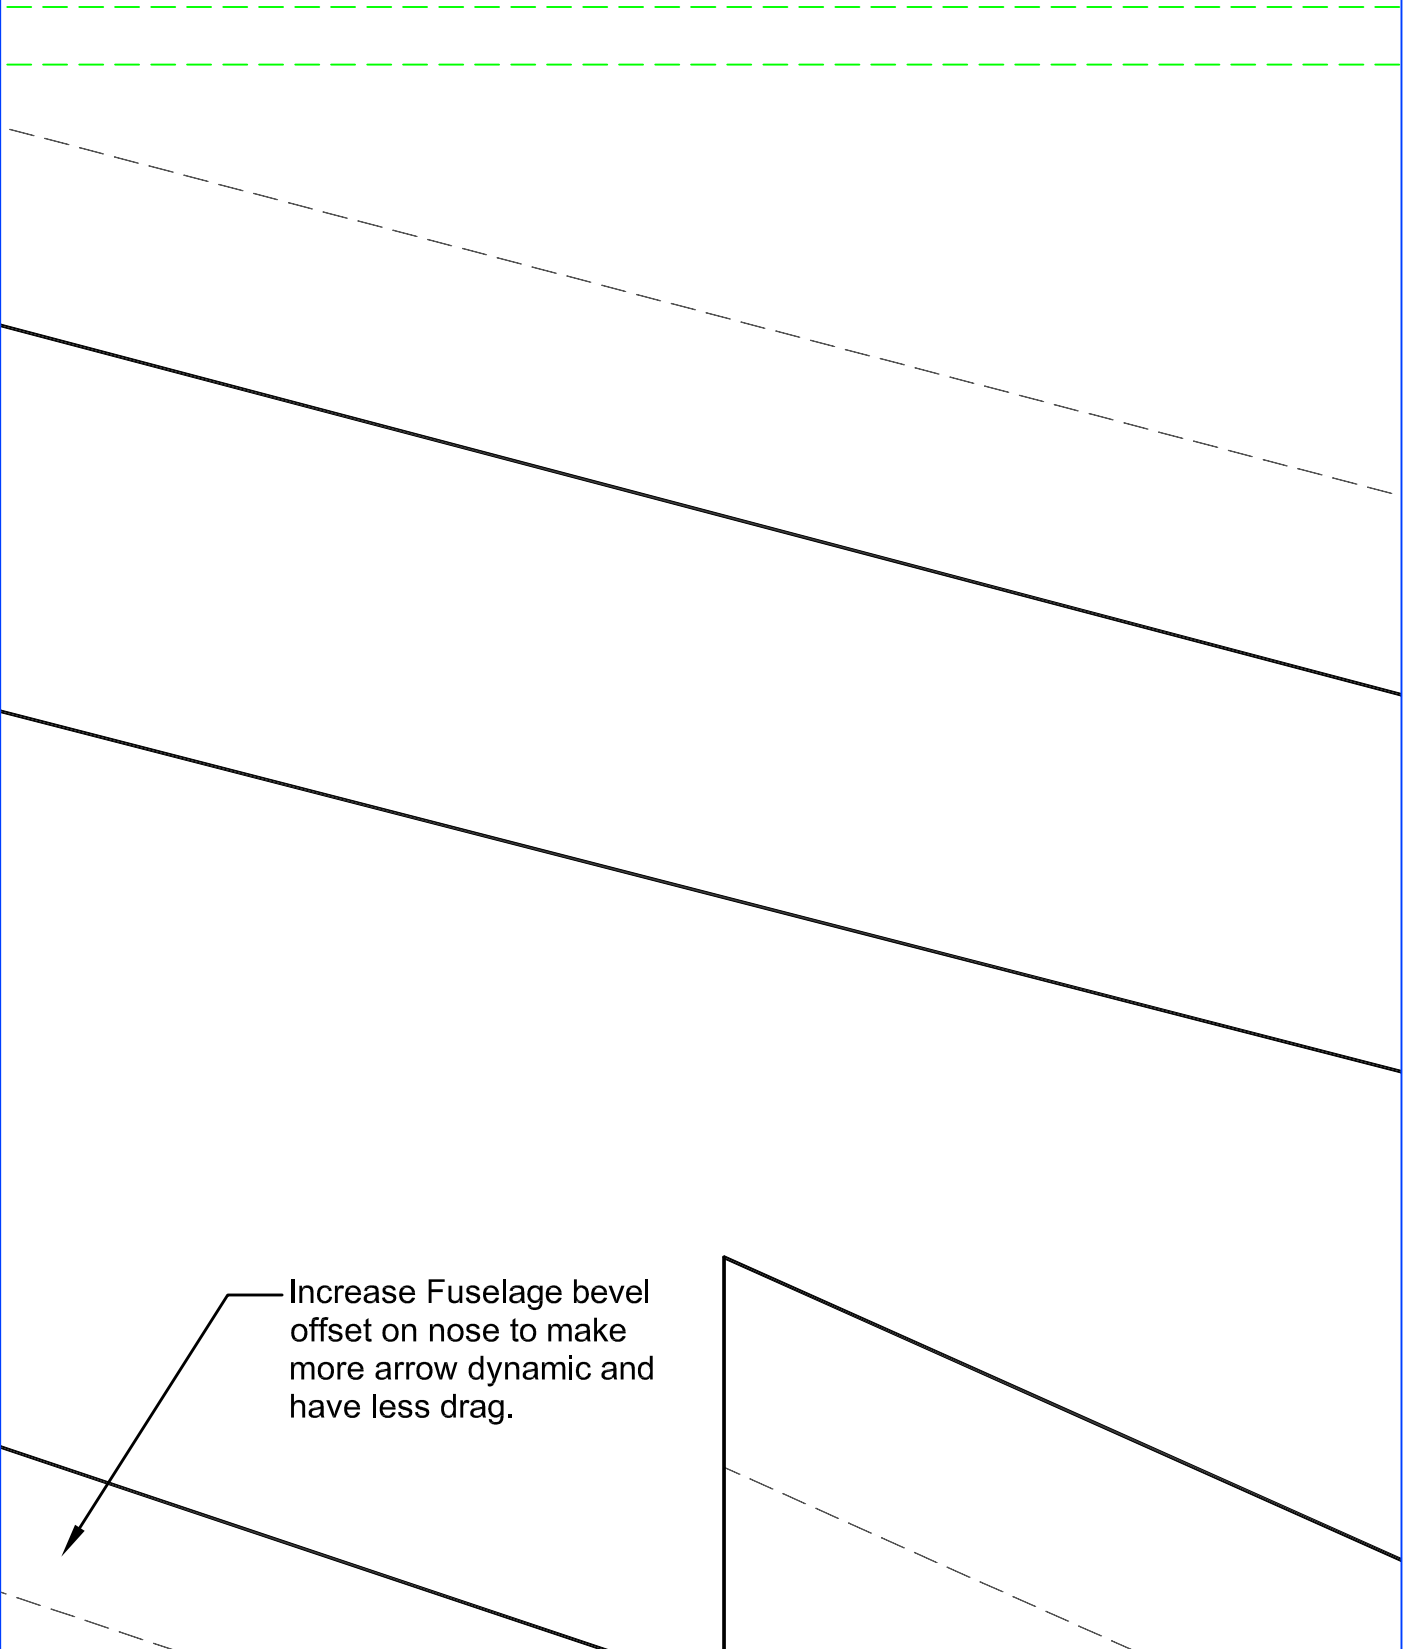 Increase Fuselage bevel
offset on nose to make
more arrow dynamic and
have less drag.